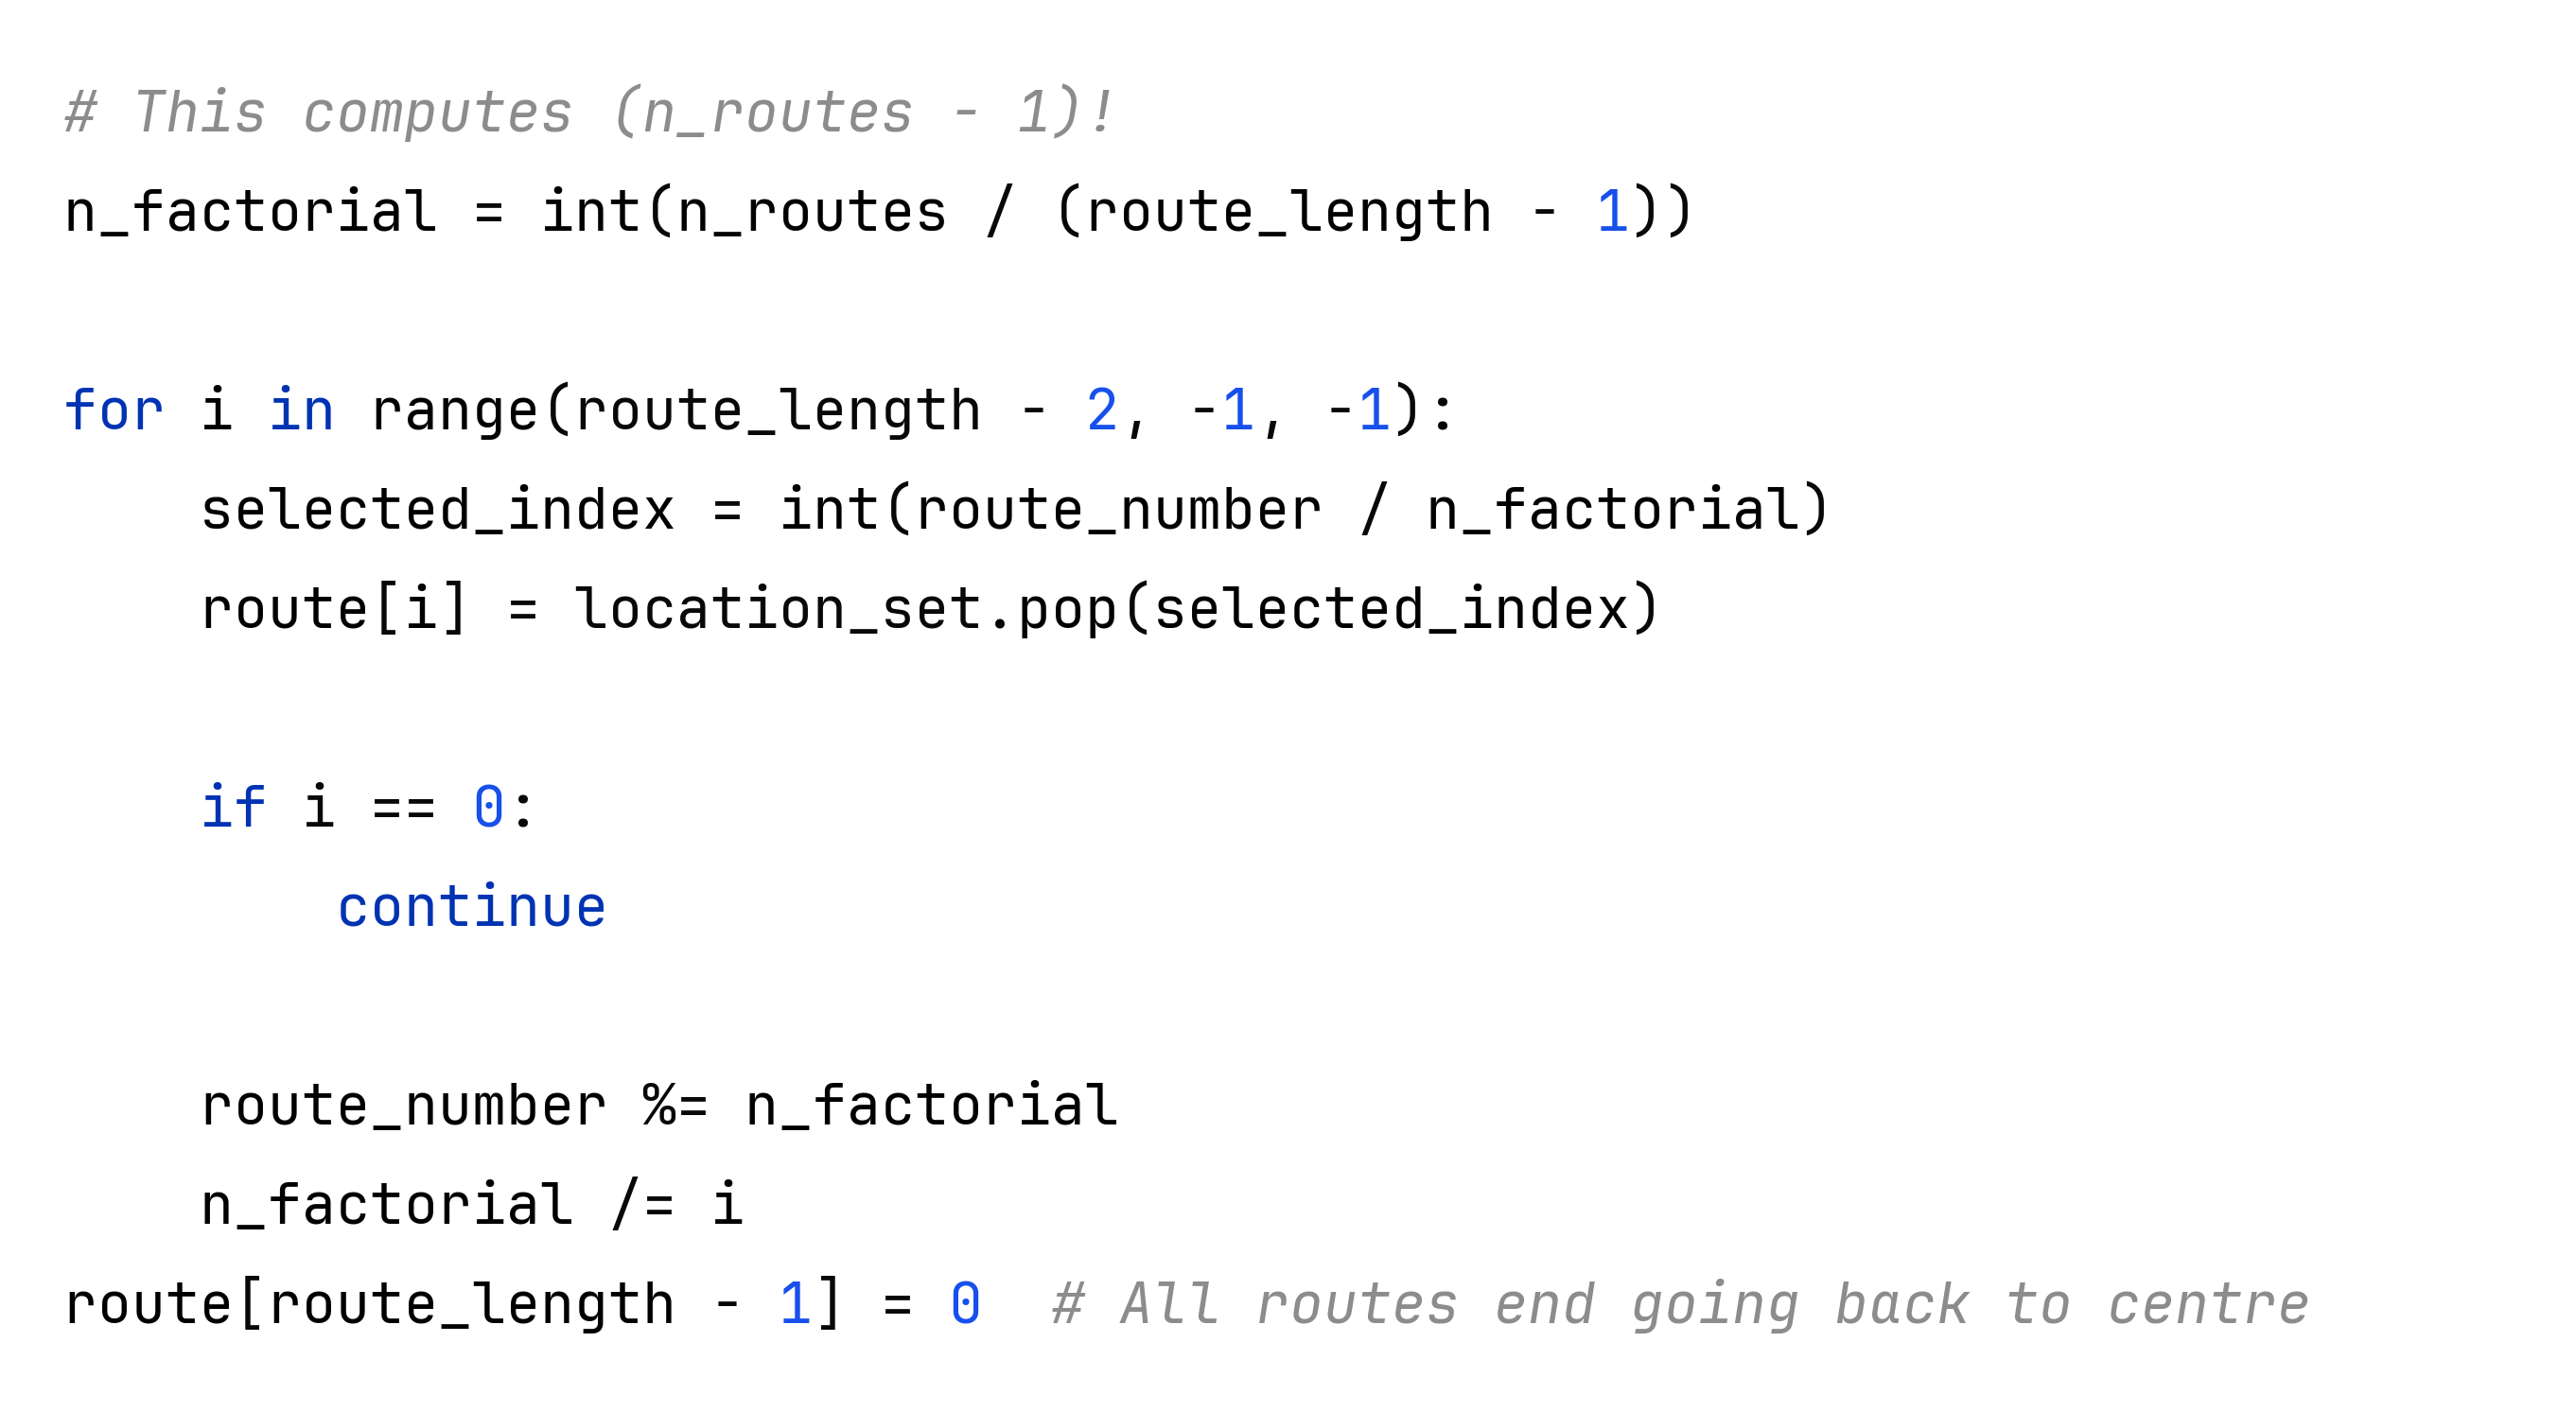 # This computes (n_routes - 1)!
n_factorial = int(n_routes / (route_length - 1))
for i in range(route_length - 2, -1, -1):
    selected_index = int(route_number / n_factorial)
    route[i] = location_set.pop(selected_index)
    if i == 0:
        continue
    route_number %= n_factorial
    n_factorial /= i
route[route_length - 1] = 0  # All routes end going back to centre